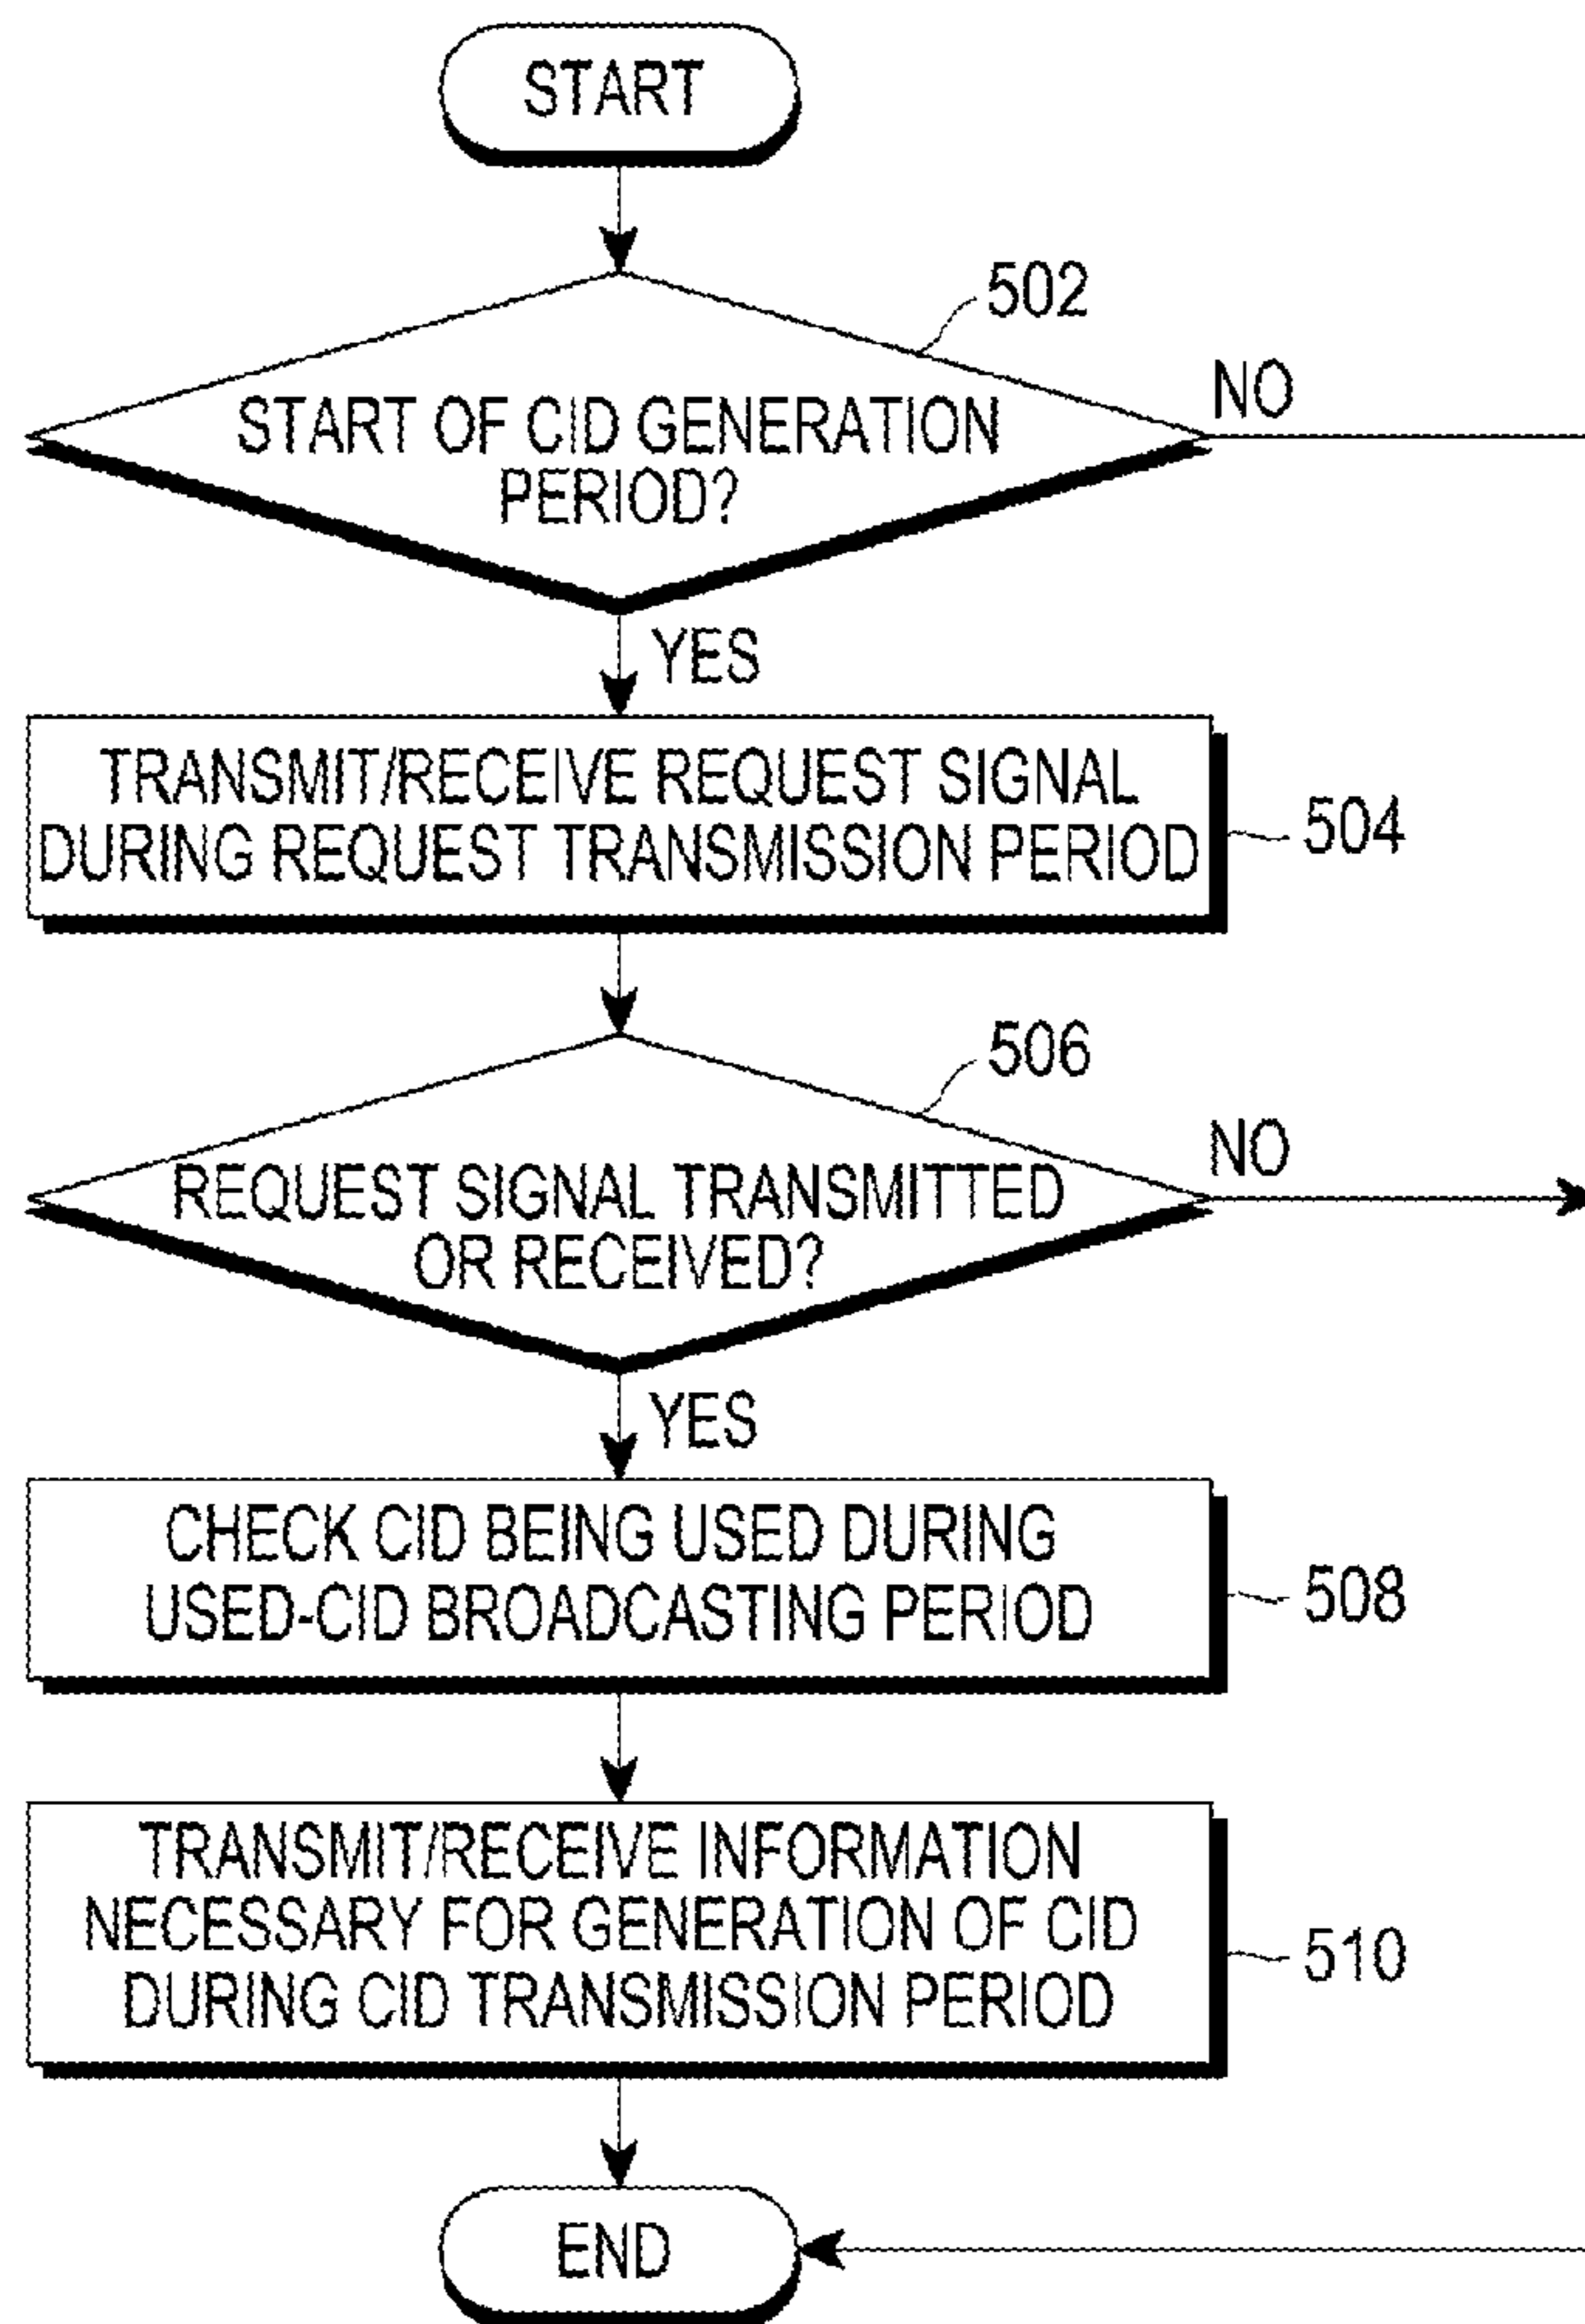 START
502
START OF CID GENERATION
PERIOD?
NO
YES
TRANSMIT/RECEIVE REQUEST SIGNAL
DURING REQUEST TRANSMISSION PERIOD
504
506
REQUEST SIGNAL TRANSMITTED
OR RECEIVED?
NO
YES
CHECK CID BEING USED DURING
USED-CID BROADCASTING PERIOD
508
TRANSMIT/RECEIVE INFORMATION
NECESSARY FOR GENERATION OF CID
DURING CID TRANSMISSION PERIOD
510
END